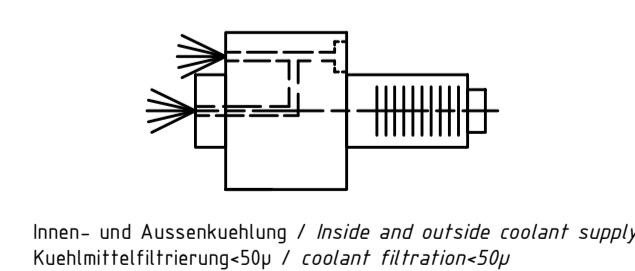 Innen- und Aussenkuehlung / Inside and outside coolant supply
Kuehlmittelfiltrierung<50µ / coolant filtration<50µ